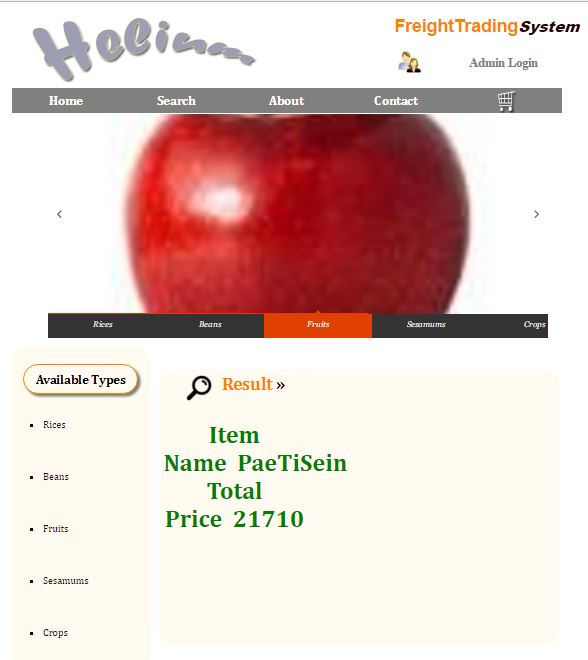 Helium
FreightTradingSystem
Admin Login
Home Search About Contact
Rices Beans Fruits Sesamums Crops
Available Types
Rices
Beans
Fruits
Sesamums
Crops
Result »
Item
Name PaeTiSein
Total
Price 21710